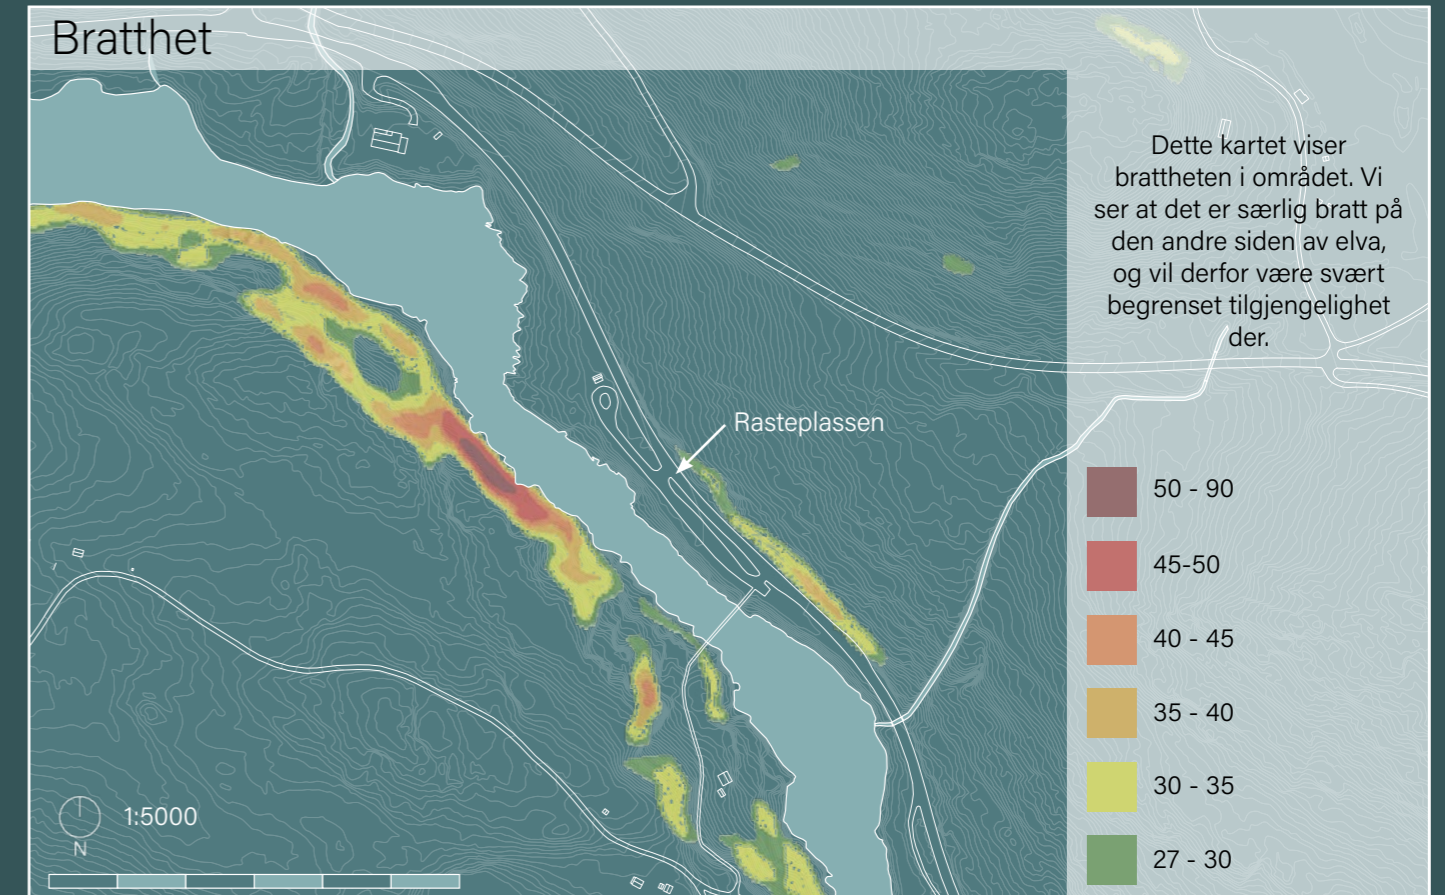 Bratthet
Dette kartet viser
brattheten i området. Vi
ser at det er særlig bratt på
den andre siden av elva,
og vil derfor være svært
begrenset tilgjengelighet
der.
Rasteplassen
50 - 90
45-50
40 - 45
35 - 40
30 - 35
27 - 30
1:5000
N